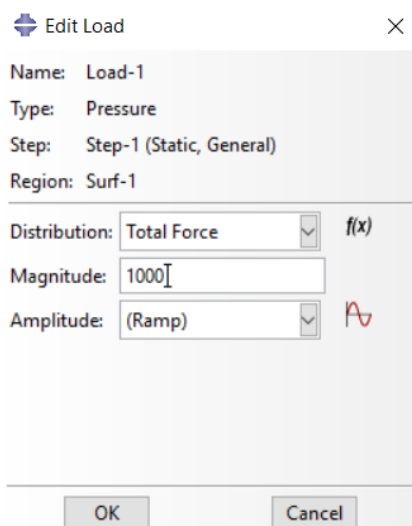 Edit Load
Name: Load-1
Type: Pressure
Step: Step-1 (Static, General)
Region: Surf-1
Distribution: Total Force f(x)
Magnitude: 1000
Amplitude: (Ramp)
OK Cancel